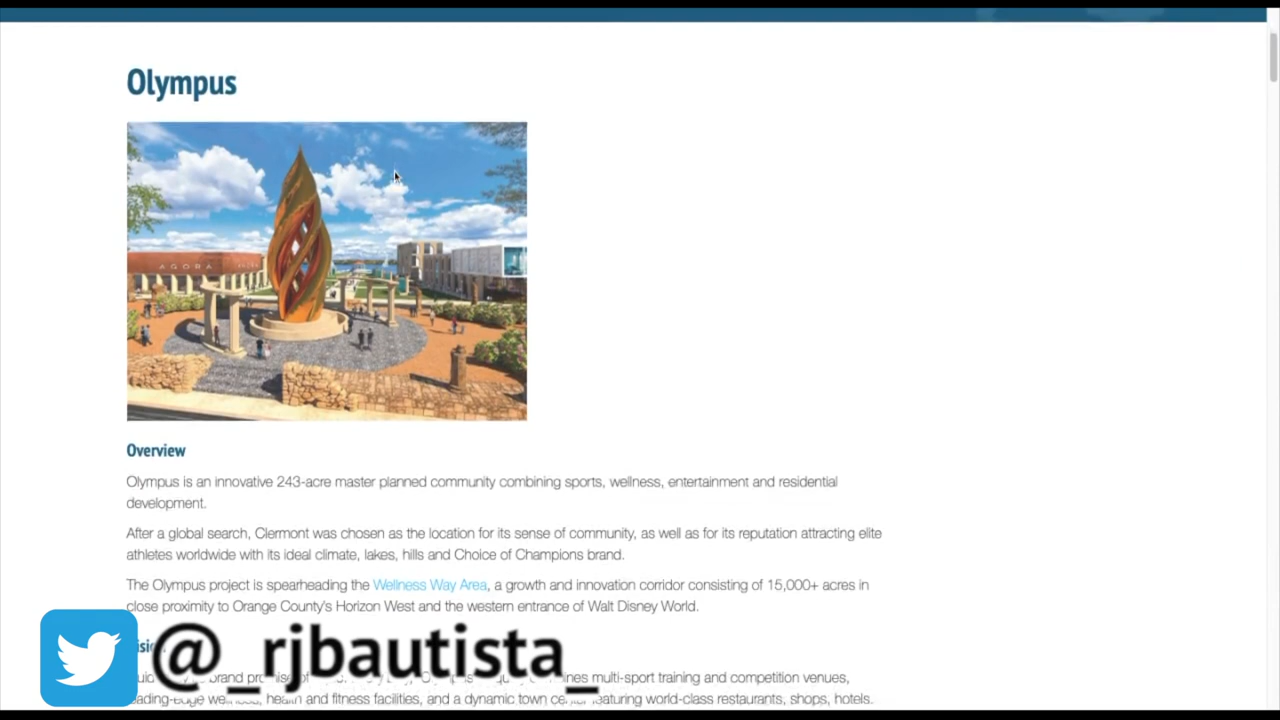 Olympus
AGORA
Overview
Olympus is an innovative 243-acre master planned community combining sports, wellness, entertainment and residential
development.
After a global search, Clermont was chosen as the location for its sense of community, as well as for its reputation attracting elite
athletes worldwide with its ideal climate, lakes, hills and Choice of Champions brand.
The Olympus project is spearheading the Wellness Way Area, a growth and innovation corridor consisting of 15,000+ acres in
close proximity to Orange County's Horizon West and the western entrance of Walt Disney World.
@_rjbautista_
brand of multi-sport training and competition venues,
health and fitness facilities, and a dynamic town featuring world-class restaurants, shops, hotels.